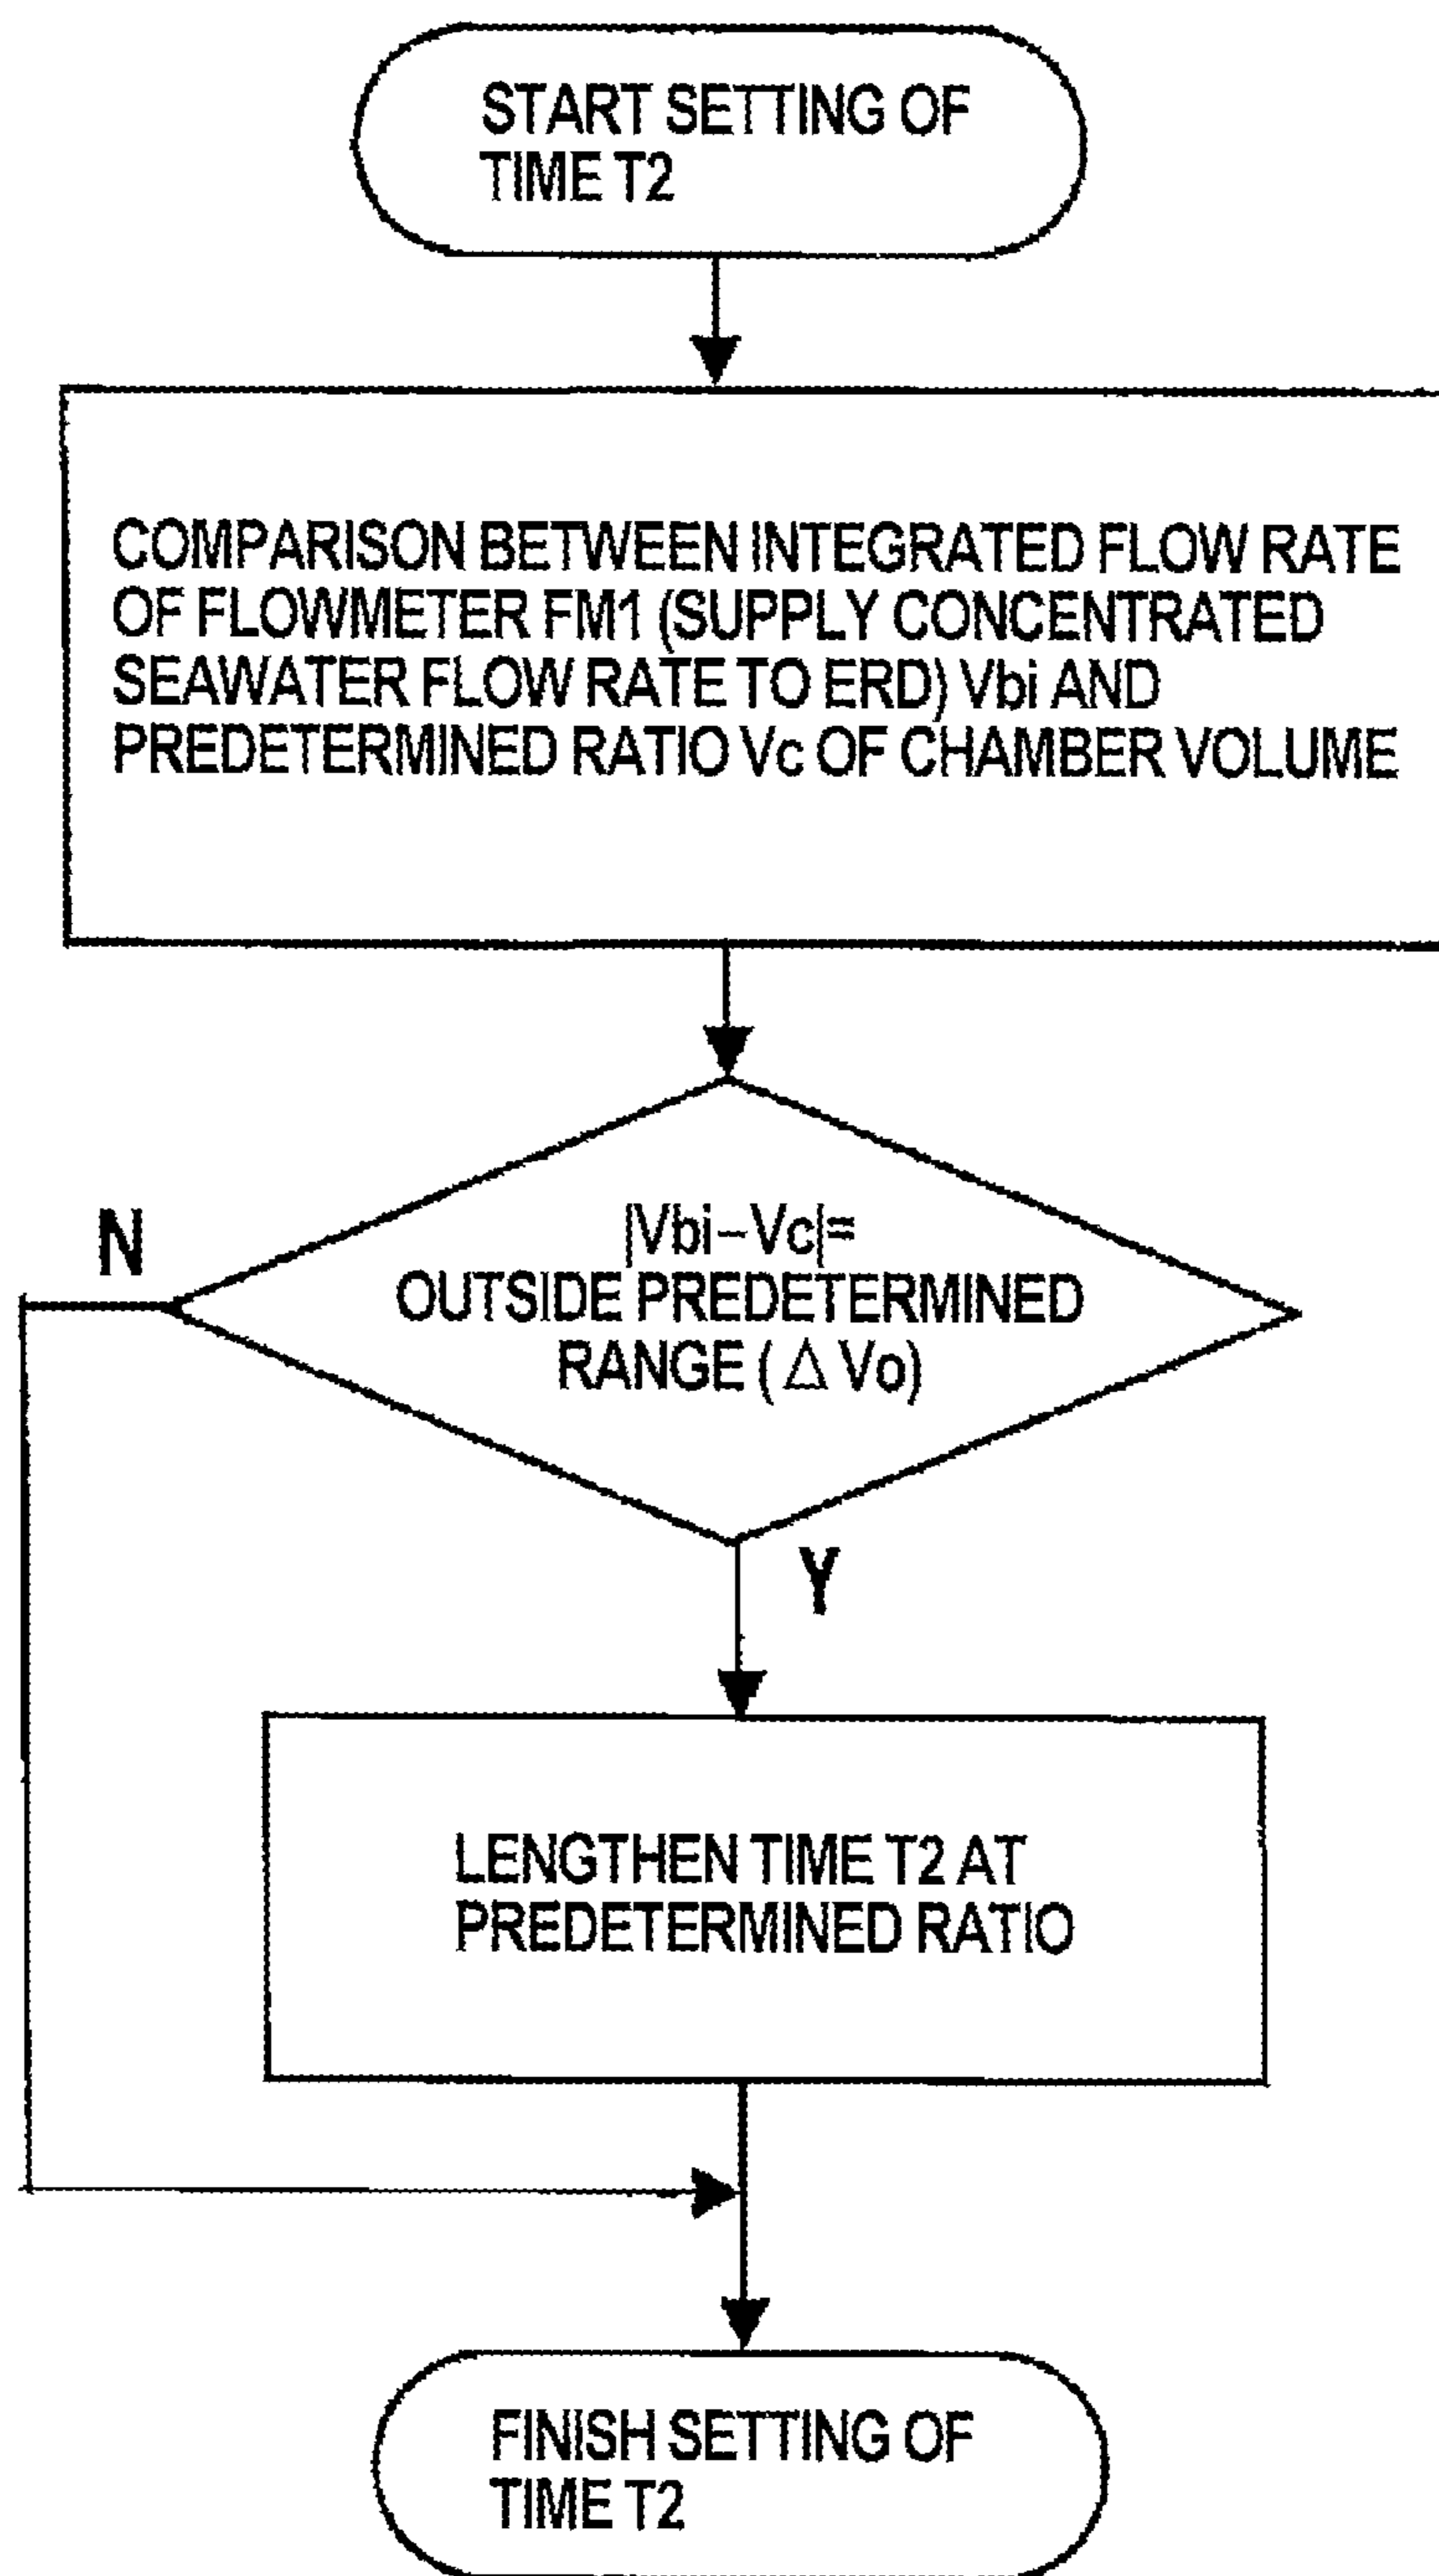 START SETTING OF
TIME T2
COMPARISON BETWEEN INTEGRATED FLOW RATE
OF FLOWMETER FM1 (SUPPLY CONCENTRATED
SEAWATER FLOW RATE TO ERD) Vbi AND
PREDETERMINED RATIO Vc OF CHAMBER VOLUME
N
|Vbi−Vc|=
OUTSIDE PREDETERMINED
RANGE (△Vo)
Y
LENGTHEN TIME T2 AT
PREDETERMINED RATIO
FINISH SETTING OF
TIME T2